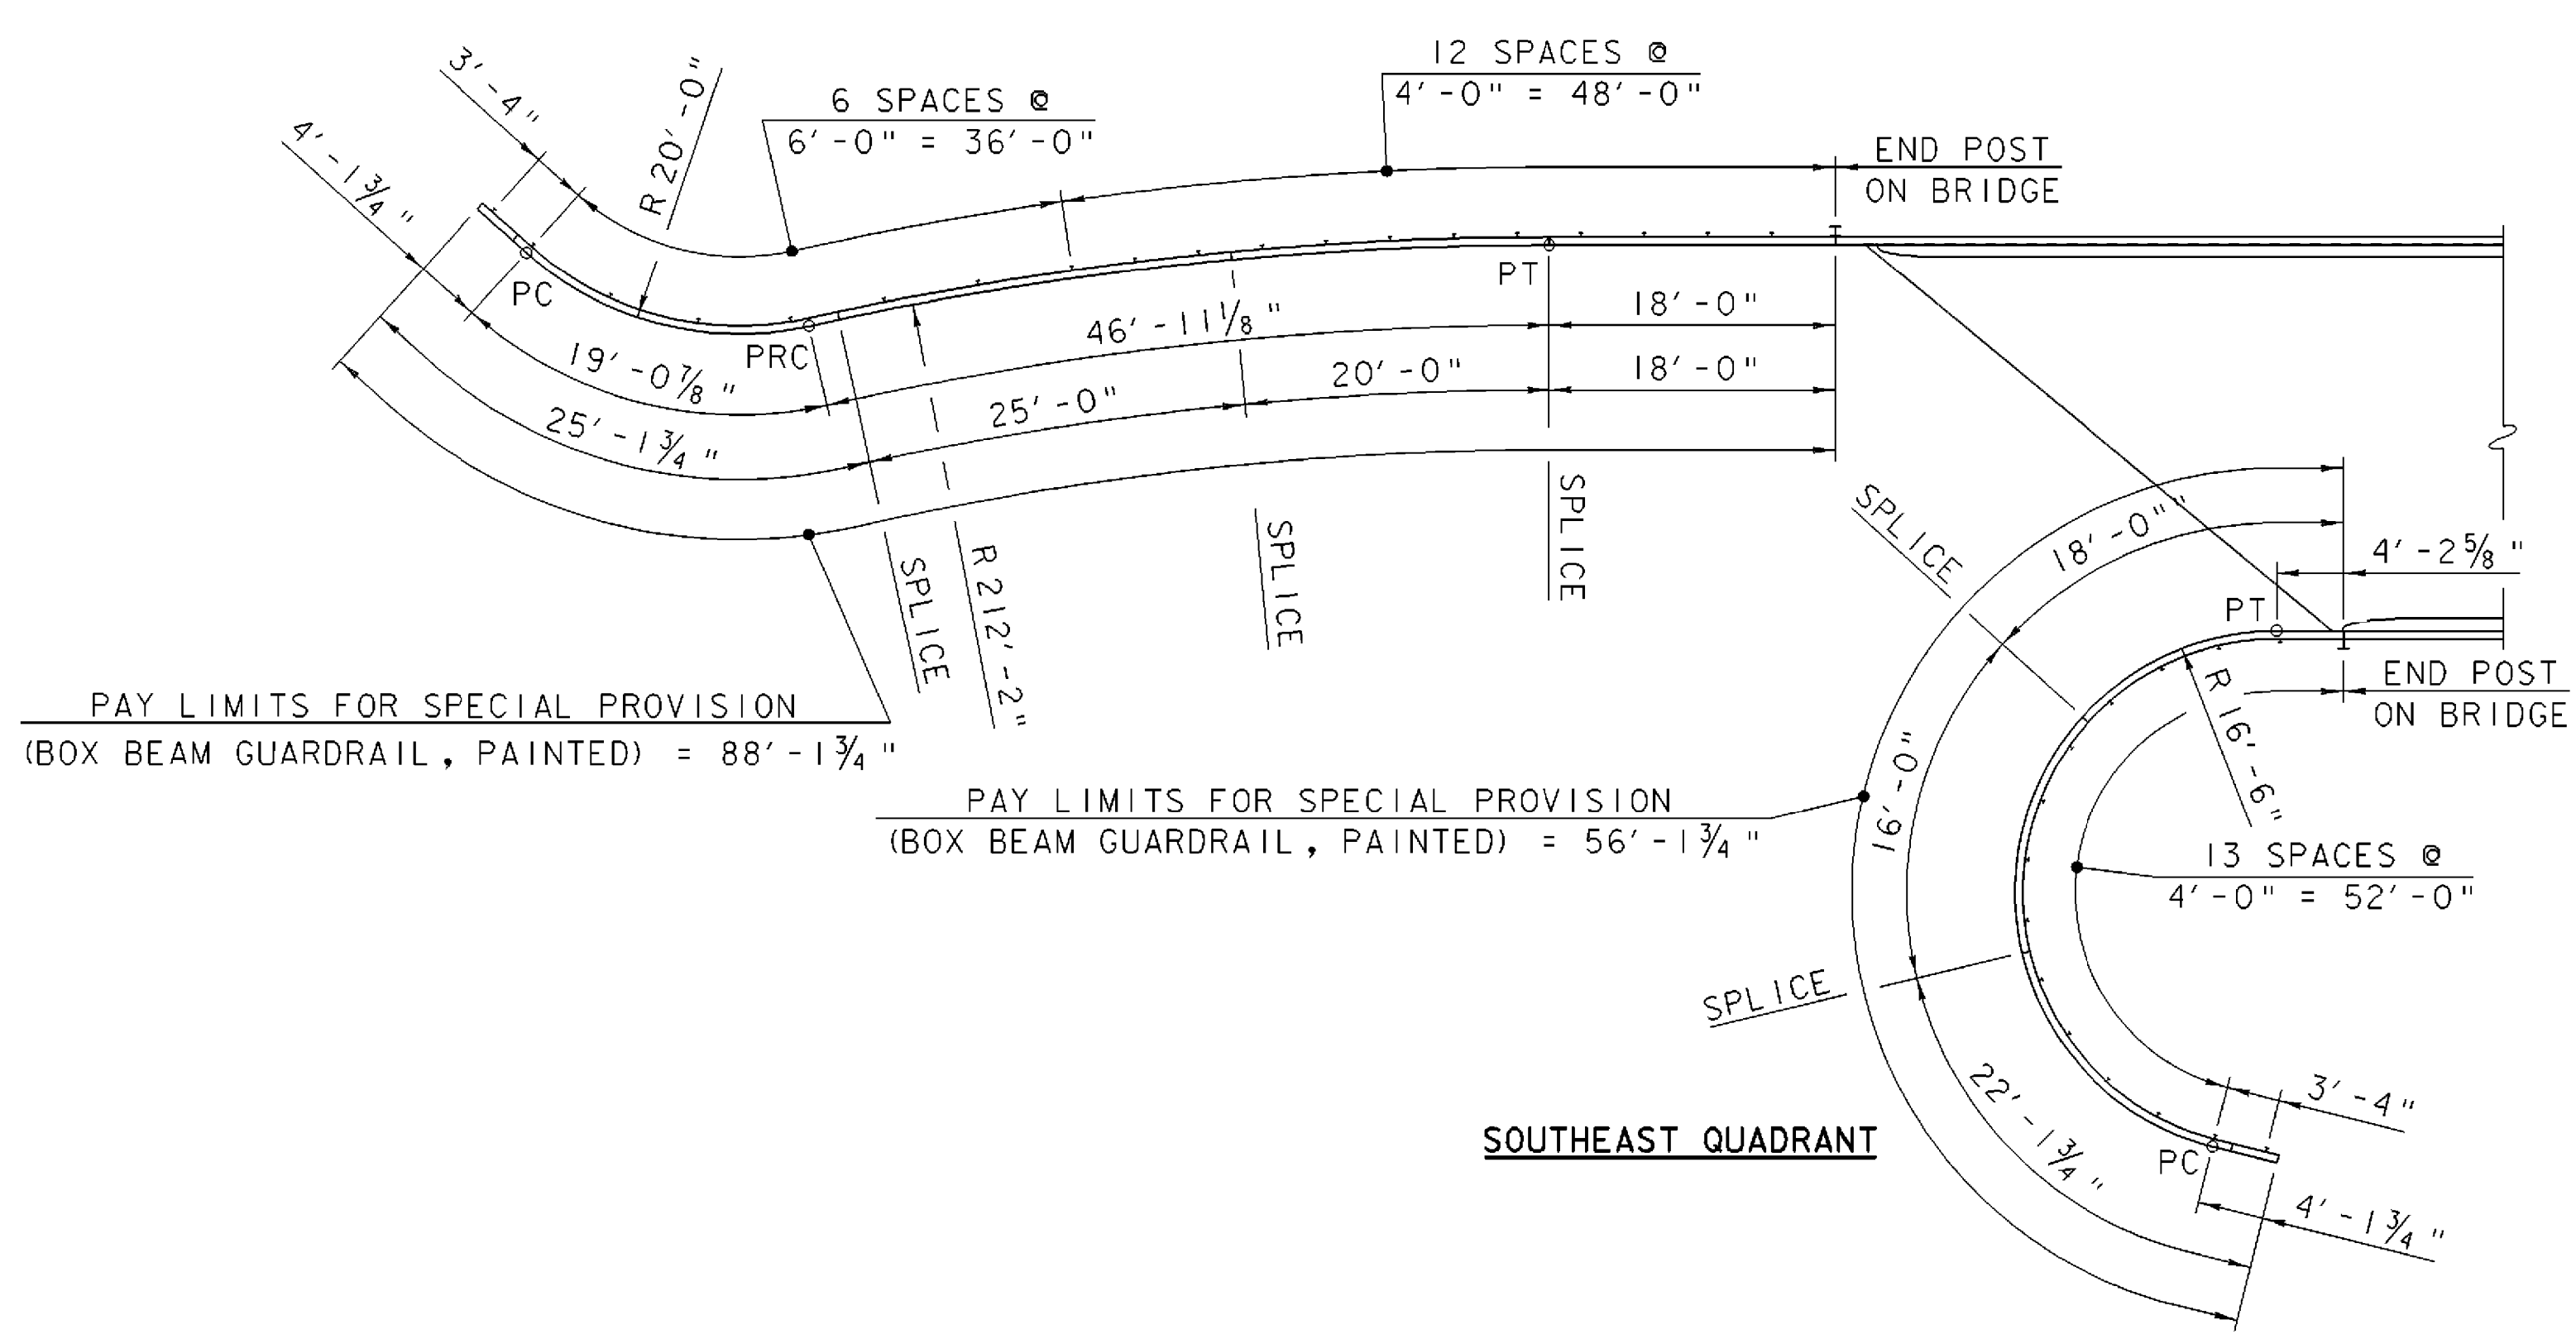 12 SPACES @
4'-0" = 48'-0"
6 SPACES @
6'-0" = 36'-0"
3'-4"
R 20'-0"
4'-1 3/4"
END POST
ON BRIDGE
PC
PT
PRC
18'-0"
46'-11 1/8"
19'-0 7/8"
20'-0"
18'-0"
25'-0"
25'-1 3/4"
SPLICE
SPLICE
SPLICE
R 212'-2"
SPLICE
18'-0"
4'-2 5/8"
PT
END POST
ON BRIDGE
R 16'-6"
PAY LIMITS FOR SPECIAL PROVISION
(BOX BEAM GUARDRAIL, PAINTED) = 88'-1 3/4"
PAY LIMITS FOR SPECIAL PROVISION
(BOX BEAM GUARDRAIL, PAINTED) = 56'-1 3/4"
19'-0"
13 SPACES @
4'-0" = 52'-0"
SPLICE
22'-1 3/4"
3'-4"
SOUTHEAST QUADRANT
PC
4'-1 3/4"